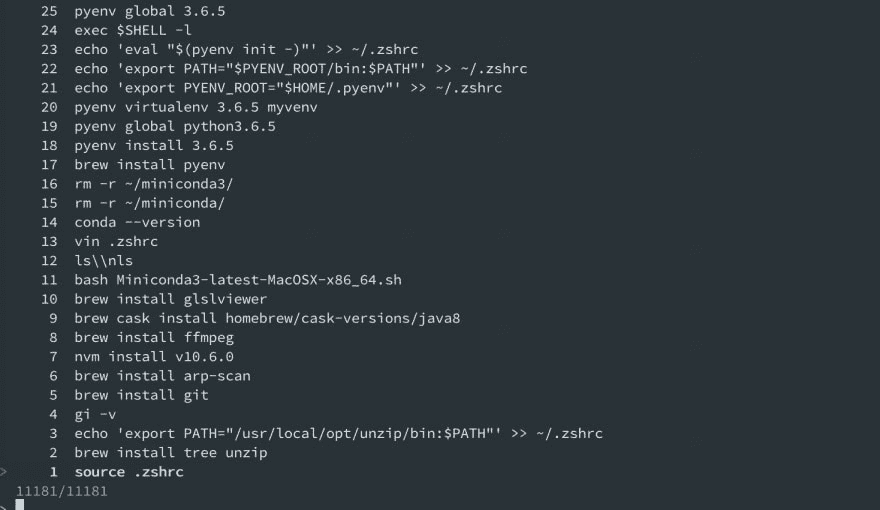 25 pyenv global 3.6.5
24 exec $SHELL -l
23 echo 'eval "$(pyenv init -)"' >> ~/.zshrc
22 echo 'export PATH="$PYENV_ROOT/bin:$PATH"' >> ~/.zshrc
21 echo 'export PYENV_ROOT="$HOME/.pyenv"' >> ~/.zshrc
20 pyenv virtualenv 3.6.5 myvenv
19 pyenv global python3.6.5
18 pyenv install 3.6.5
17 brew install pyenv
16 rm -r ~/miniconda3/
15 rm -r ~/miniconda/
14 conda --version
13 vin .zshrc
12 ls\\nls
11 bash Miniconda3-latest-MacOSX-x86_64.sh
10 brew install glslviewer
9 brew cask install homebrew/cask-versions/java8
8 brew install ffmpeg
7 nvm install v10.6.0
6 brew install arp-scan
5 brew install git
4 gi -v
3 echo 'export PATH="/usr/local/opt/unzip/bin:$PATH"' >> ~/.zshrc
2 brew install tree unzip
> 1 source .zshrc
11181/11181
>